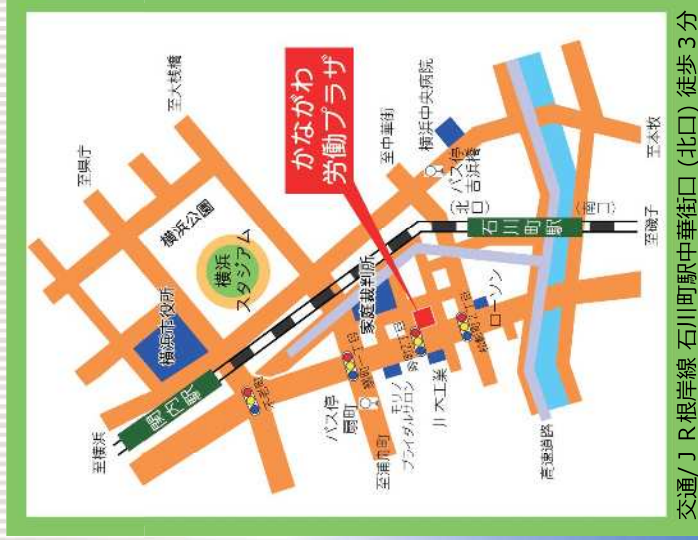 至大桟橋
至県庁
横浜公園
横浜
スタジアム
横浜市役所
関内駅
至横浜
かながわ
労働プラザ
至中華街
横浜中央病院
バス停
吉浜橋
(北口)
石川町駅
(南口)
至本牧
至磯子
家庭裁判所
ローソン
バス停
扇町
至浦舟町
モリノ
ブライダルサロン
川本工業
高速道路
交通/ＪＲ根岸線 石川町駅中華街口 (北口) 徒歩３分